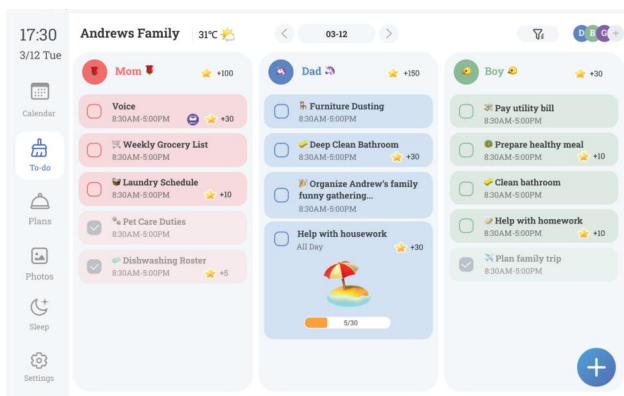 17:30
3/12 Tue
Calendar
To-do
Plans
Photos
Sleep
Settings
Andrews Family
31°C
03-12
D
B
G
+
Mom
+100
Voice
8:30AM-5:00PM
+30
Weekly Grocery List
8:30AM-5:00PM
Laundry Schedule
8:30AM-5:00PM
+10
Pet Care Duties
8:30AM-5:00PM
Dishwashing Roster
8:30AM-5:00PM
+5
Dad
+150
Furniture Dusting
8:30AM-5:00PM
Deep Clean Bathroom
8:30AM-5:00PM
+30
Organize Andrew's family
funny gathering...
8:30AM-5:00PM
Help with housework
All Day
+30
5/30
Boy
+30
Pay utility bill
8:30AM-5:00PM
Prepare healthy meal
8:30AM-5:00PM
+10
Clean bathroom
8:30AM-5:00PM
Help with homework
8:30AM-5:00PM
+10
Plan family trip
8:30AM-5:00PM
+